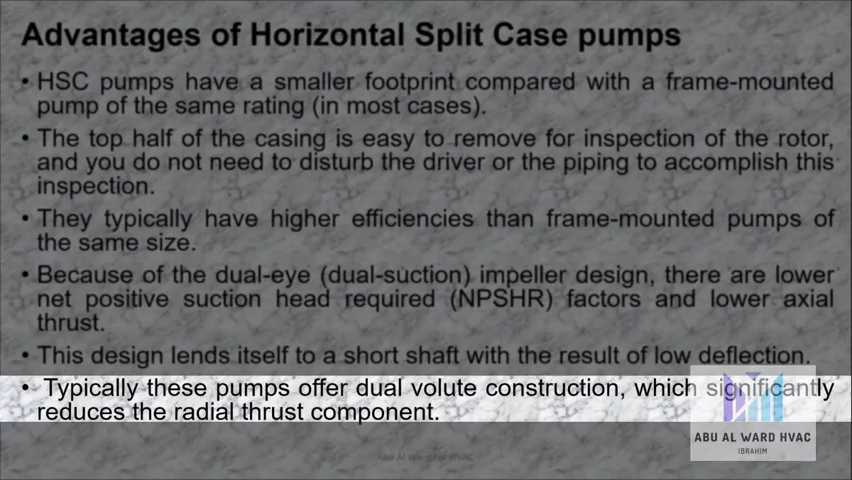 Advantages of Horizontal Split Case pumps
• HSC pumps have a smaller footprint compared with a frame-mounted
pump of the same rating (in most cases).
• The top half of the casing is easy to remove for inspection of the rotor,
and you do not need to disturb the driver or the piping to accomplish this
inspection.
• They typically have higher efficiencies than frame-mounted pumps of
the same size.
• Because of the dual-eye (dual-suction) impeller design, there are lower
net positive suction head required (NPSHR) factors and lower axial
thrust.
• This design lends itself to a short shaft with the result of low deflection.
• Typically these pumps offer dual volute construction, which significantly
reduces the radial thrust component.
ABU AL WARD HVAC
IBRAHIM